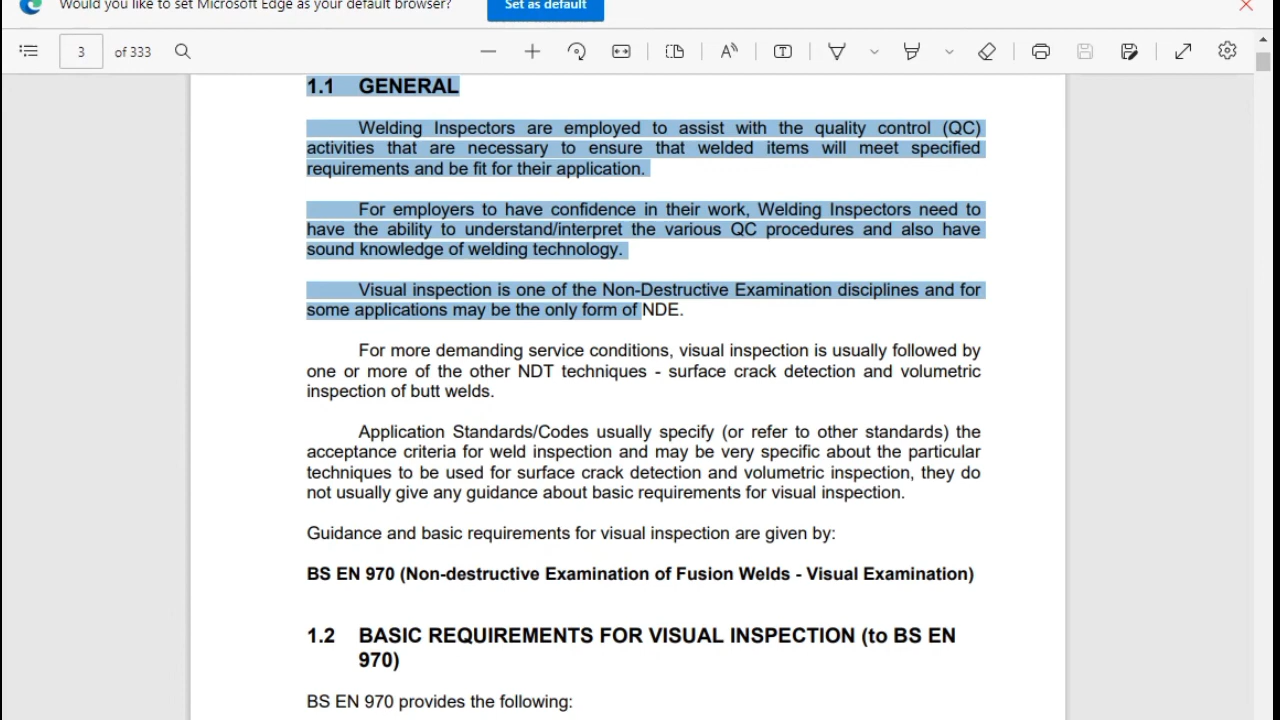 Would you like to set Microsoft Edge as your default browser?
Set as default
3 of 333
1.1 GENERAL
Welding Inspectors are employed to assist with the quality control (QC)
activities that are necessary to ensure that welded items will meet specified
requirements and be fit for their application.
For employers to have confidence in their work, Welding Inspectors need to
have the ability to understand/interpret the various QC procedures and also have
sound knowledge of welding technology.
Visual inspection is one of the Non-Destructive Examination disciplines and for
some applications may be the only form of NDE.
For more demanding service conditions, visual inspection is usually followed by
one or more of the other NDT techniques - surface crack detection and volumetric
inspection of butt welds.
Application Standards/Codes usually specify (or refer to other standards) the
acceptance criteria for weld inspection and may be very specific about the particular
techniques to be used for surface crack detection and volumetric inspection, they do
not usually give any guidance about basic requirements for visual inspection.
Guidance and basic requirements for visual inspection are given by:
BS EN 970 (Non-destructive Examination of Fusion Welds - Visual Examination)
1.2 BASIC REQUIREMENTS FOR VISUAL INSPECTION (to BS EN
970)
BS EN 970 provides the following: